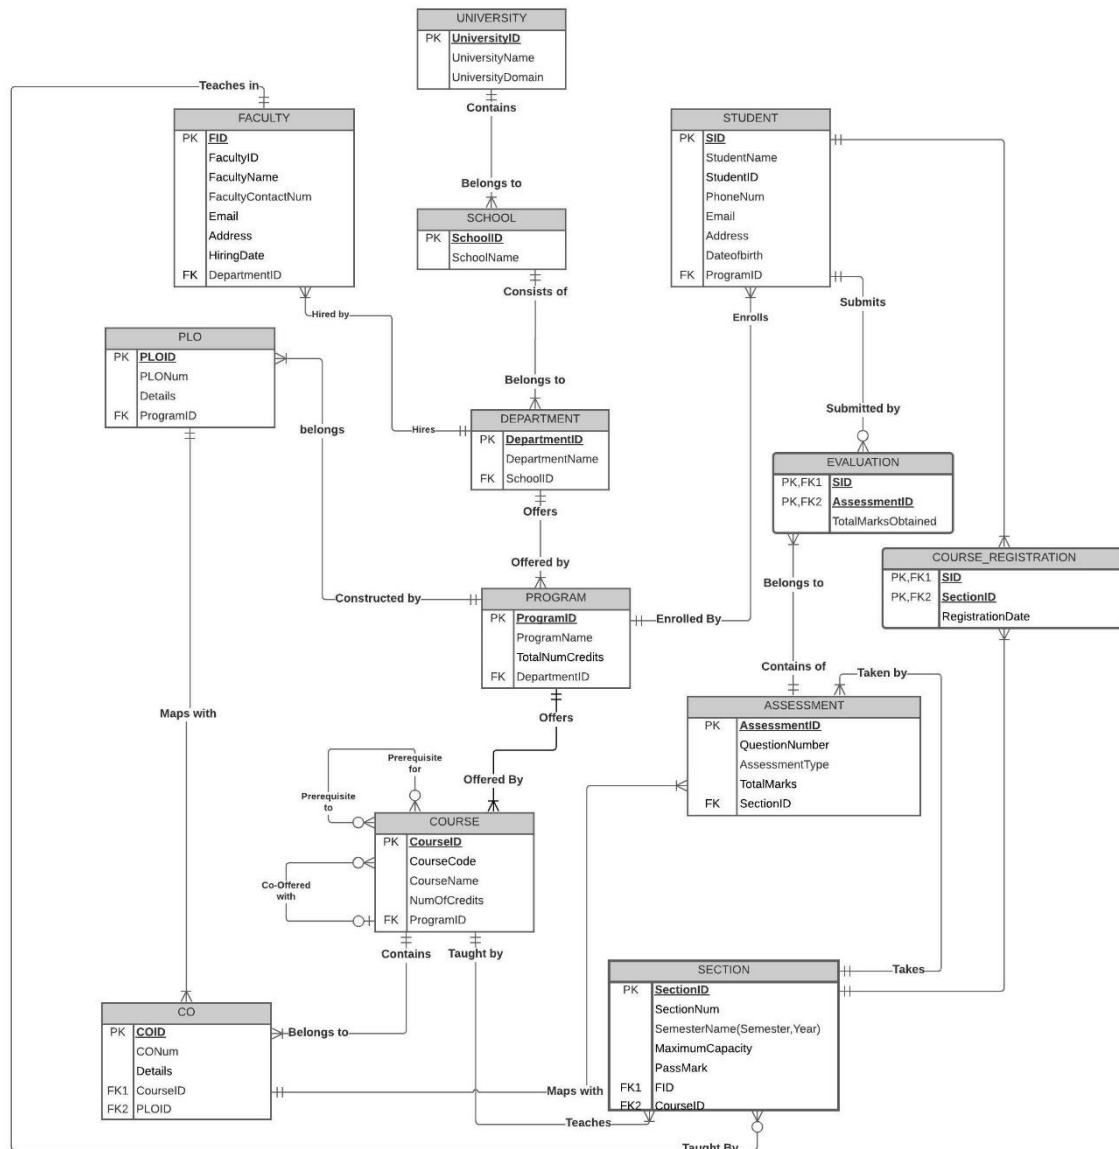 UNIVERSITY
PK UniversityID
UniversityName
UniversityDomain
Contains
Belongs to
Teaches in
FACULTY
PK FID
FacultyID
FacultyName
FacultyContactNum
Email
Address
HiringDate
FK DepartmentID
Hired by
Hires
STUDENT
PK SID
StudentName
StudentID
PhoneNum
Email
Address
Dateofbirth
FK ProgramID
Enrolls
Submits
Submitted by
SCHOOL
PK SchoolID
SchoolName
Consists of
Belongs to
PLO
PK PLOID
PLONum
Details
FK ProgramID
belongs
Constructed by
Maps with
DEPARTMENT
PK DepartmentID
DepartmentName
FK SchoolID
Offers
Offered by
EVALUATION
PK,FK1 SID
PK,FK2 AssessmentID
TotalMarksObtained
Belongs to
Contains of
COURSE_REGISTRATION
PK,FK1 SID
PK,FK2 SectionID
RegistrationDate
PROGRAM
PK ProgramID
ProgramName
TotalNumCredits
FK DepartmentID
Enrolled By
Offers
Offered By
Taken by
ASSESSMENT
PK AssessmentID
QuestionNumber
AssessmentType
TotalMarks
FK SectionID
Prerequisite
for
Prerequisite
to
Co-Offered
with
COURSE
PK CourseID
CourseCode
CourseName
NumOfCredits
FK ProgramID
Contains
Taught by
Belongs to
Takes
CO
PK COID
CONum
Details
FK1 CourseID
FK2 PLOID
Maps with
Teaches
SECTION
PK SectionID
SectionNum
SemesterName(Semester,Year)
MaximumCapacity
PassMark
FK1 FID
FK2 CourseID
Taught By